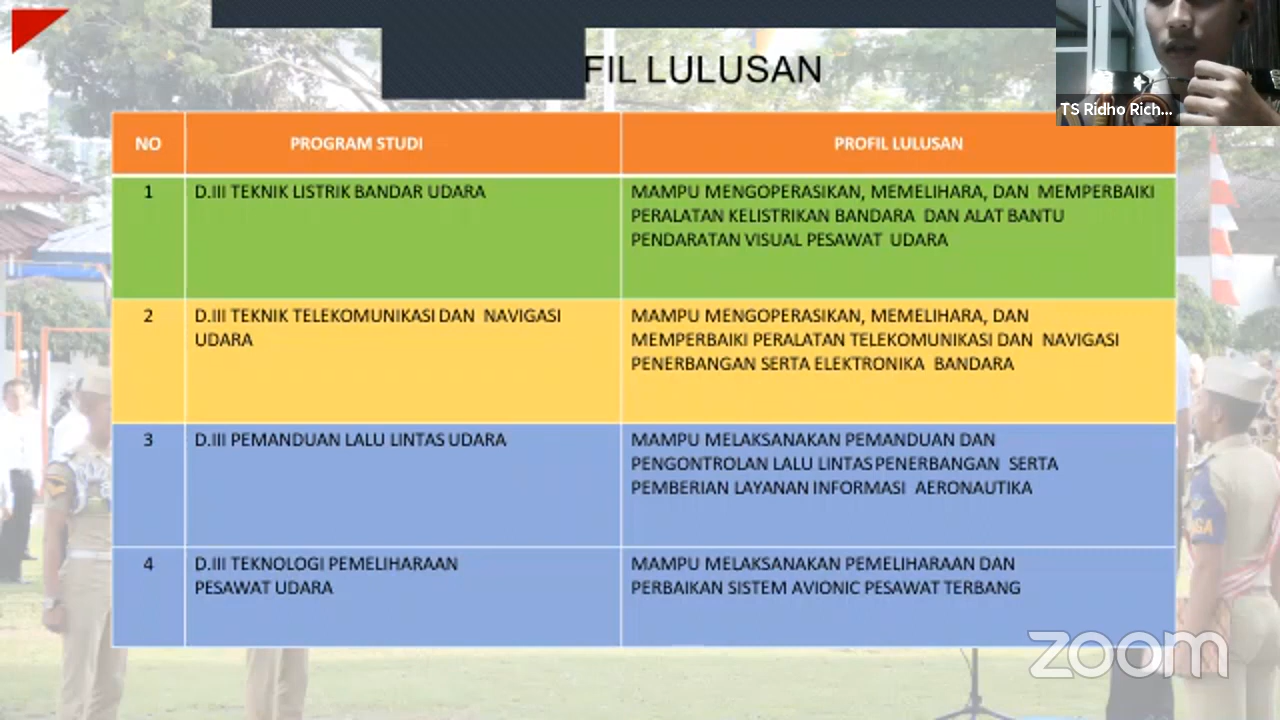 FIL LULUSAN
TS Ridho Rich...
NO PROGRAM STUDI PROFIL LULUSAN
1 D.III TEKNIK LISTRIK BANDAR UDARA
MAMPU MENGOPERASIKAN, MEMELIHARA, DAN MEMPERBAIKI
PERALATAN KELISTRIKAN BANDARA DAN ALAT BANTU
PENDARATAN VISUAL PESAWAT UDARA
2 D.III TEKNIK TELEKOMUNIKASI DAN NAVIGASI
UDARA
MAMPU MENGOPERASIKAN, MEMELIHARA, DAN
MEMPERBAIKI PERALATAN TELEKOMUNIKASI DAN NAVIGASI
PENERBANGAN SERTA ELEKTRONIKA BANDARA
3 D.III PEMANDUAN LALU LINTAS UDARA
MAMPU MELAKSANAKAN PEMANDUAN DAN
PENGONTROLAN LALU LINTAS PENERBANGAN SERTA
PEMBERIAN LAYANAN INFORMASI AERONAUTIKA
4 D.III TEKNOLOGI PEMELIHARAAN
PESAWAT UDARA
MAMPU MELAKSANAKAN PEMELIHARAAN DAN
PERBAIKAN SISTEM AVIONIC PESAWAT TERBANG
zoom